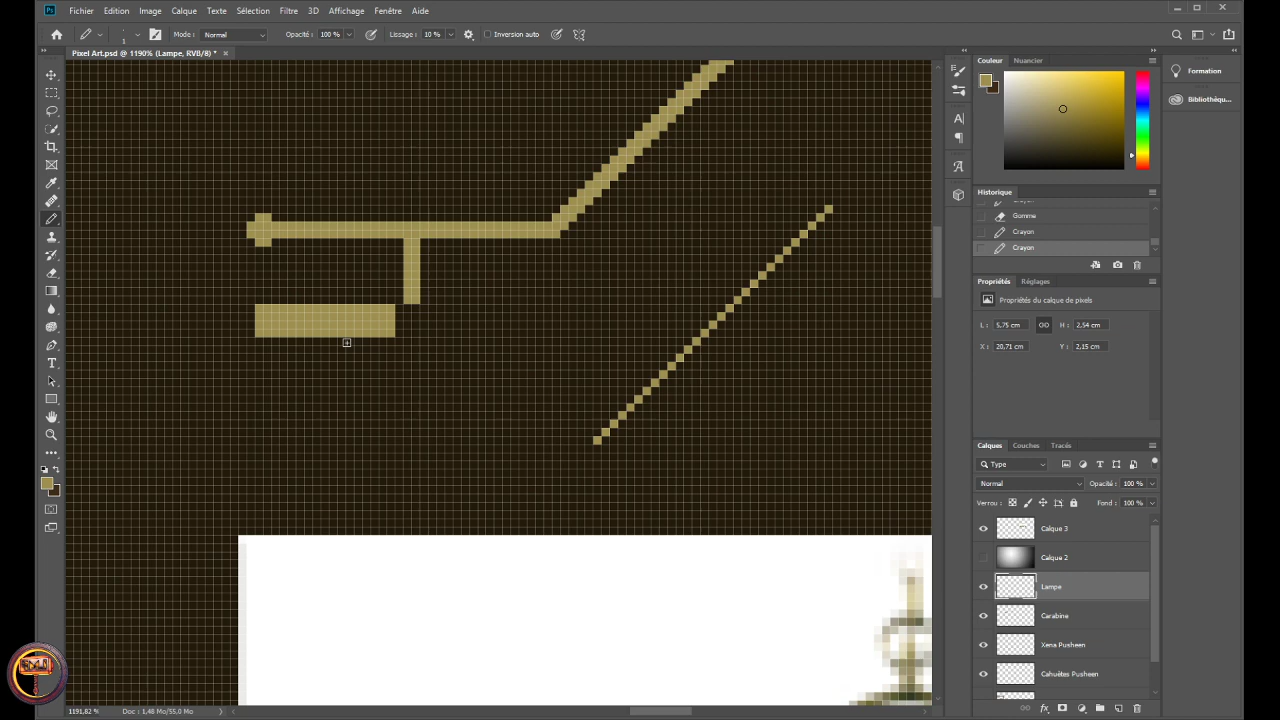 Ps Fichier Edition Image Calque Texte Sélection Filtre 3D Affichage Fenêtre Aide
1 Mode : Normal Opacité : 100 % Lissage : 10 % Inversion auto
Pixel Art.psd @ 1190% (Lampe, RVB/8) *
Couleur Nuancier
Formation
Bibliothèqu...
Historique
Gomme
Crayon
Crayon
Propriétés Réglages
Propriétés du calque de pixels
L : 5,75 cm H : 2,54 cm
X : 20,71 cm Y : 2,15 cm
Calques Couches Tracés
Type
Normal Opacité : 100 %
Verrou : Fond : 100 %
Calque 3
Calque 2
Lampe
Carabine
Xena Pusheen
Cahuètes Pusheen
1191,82 % Doc : 1,48 Mo/55,0 Mo